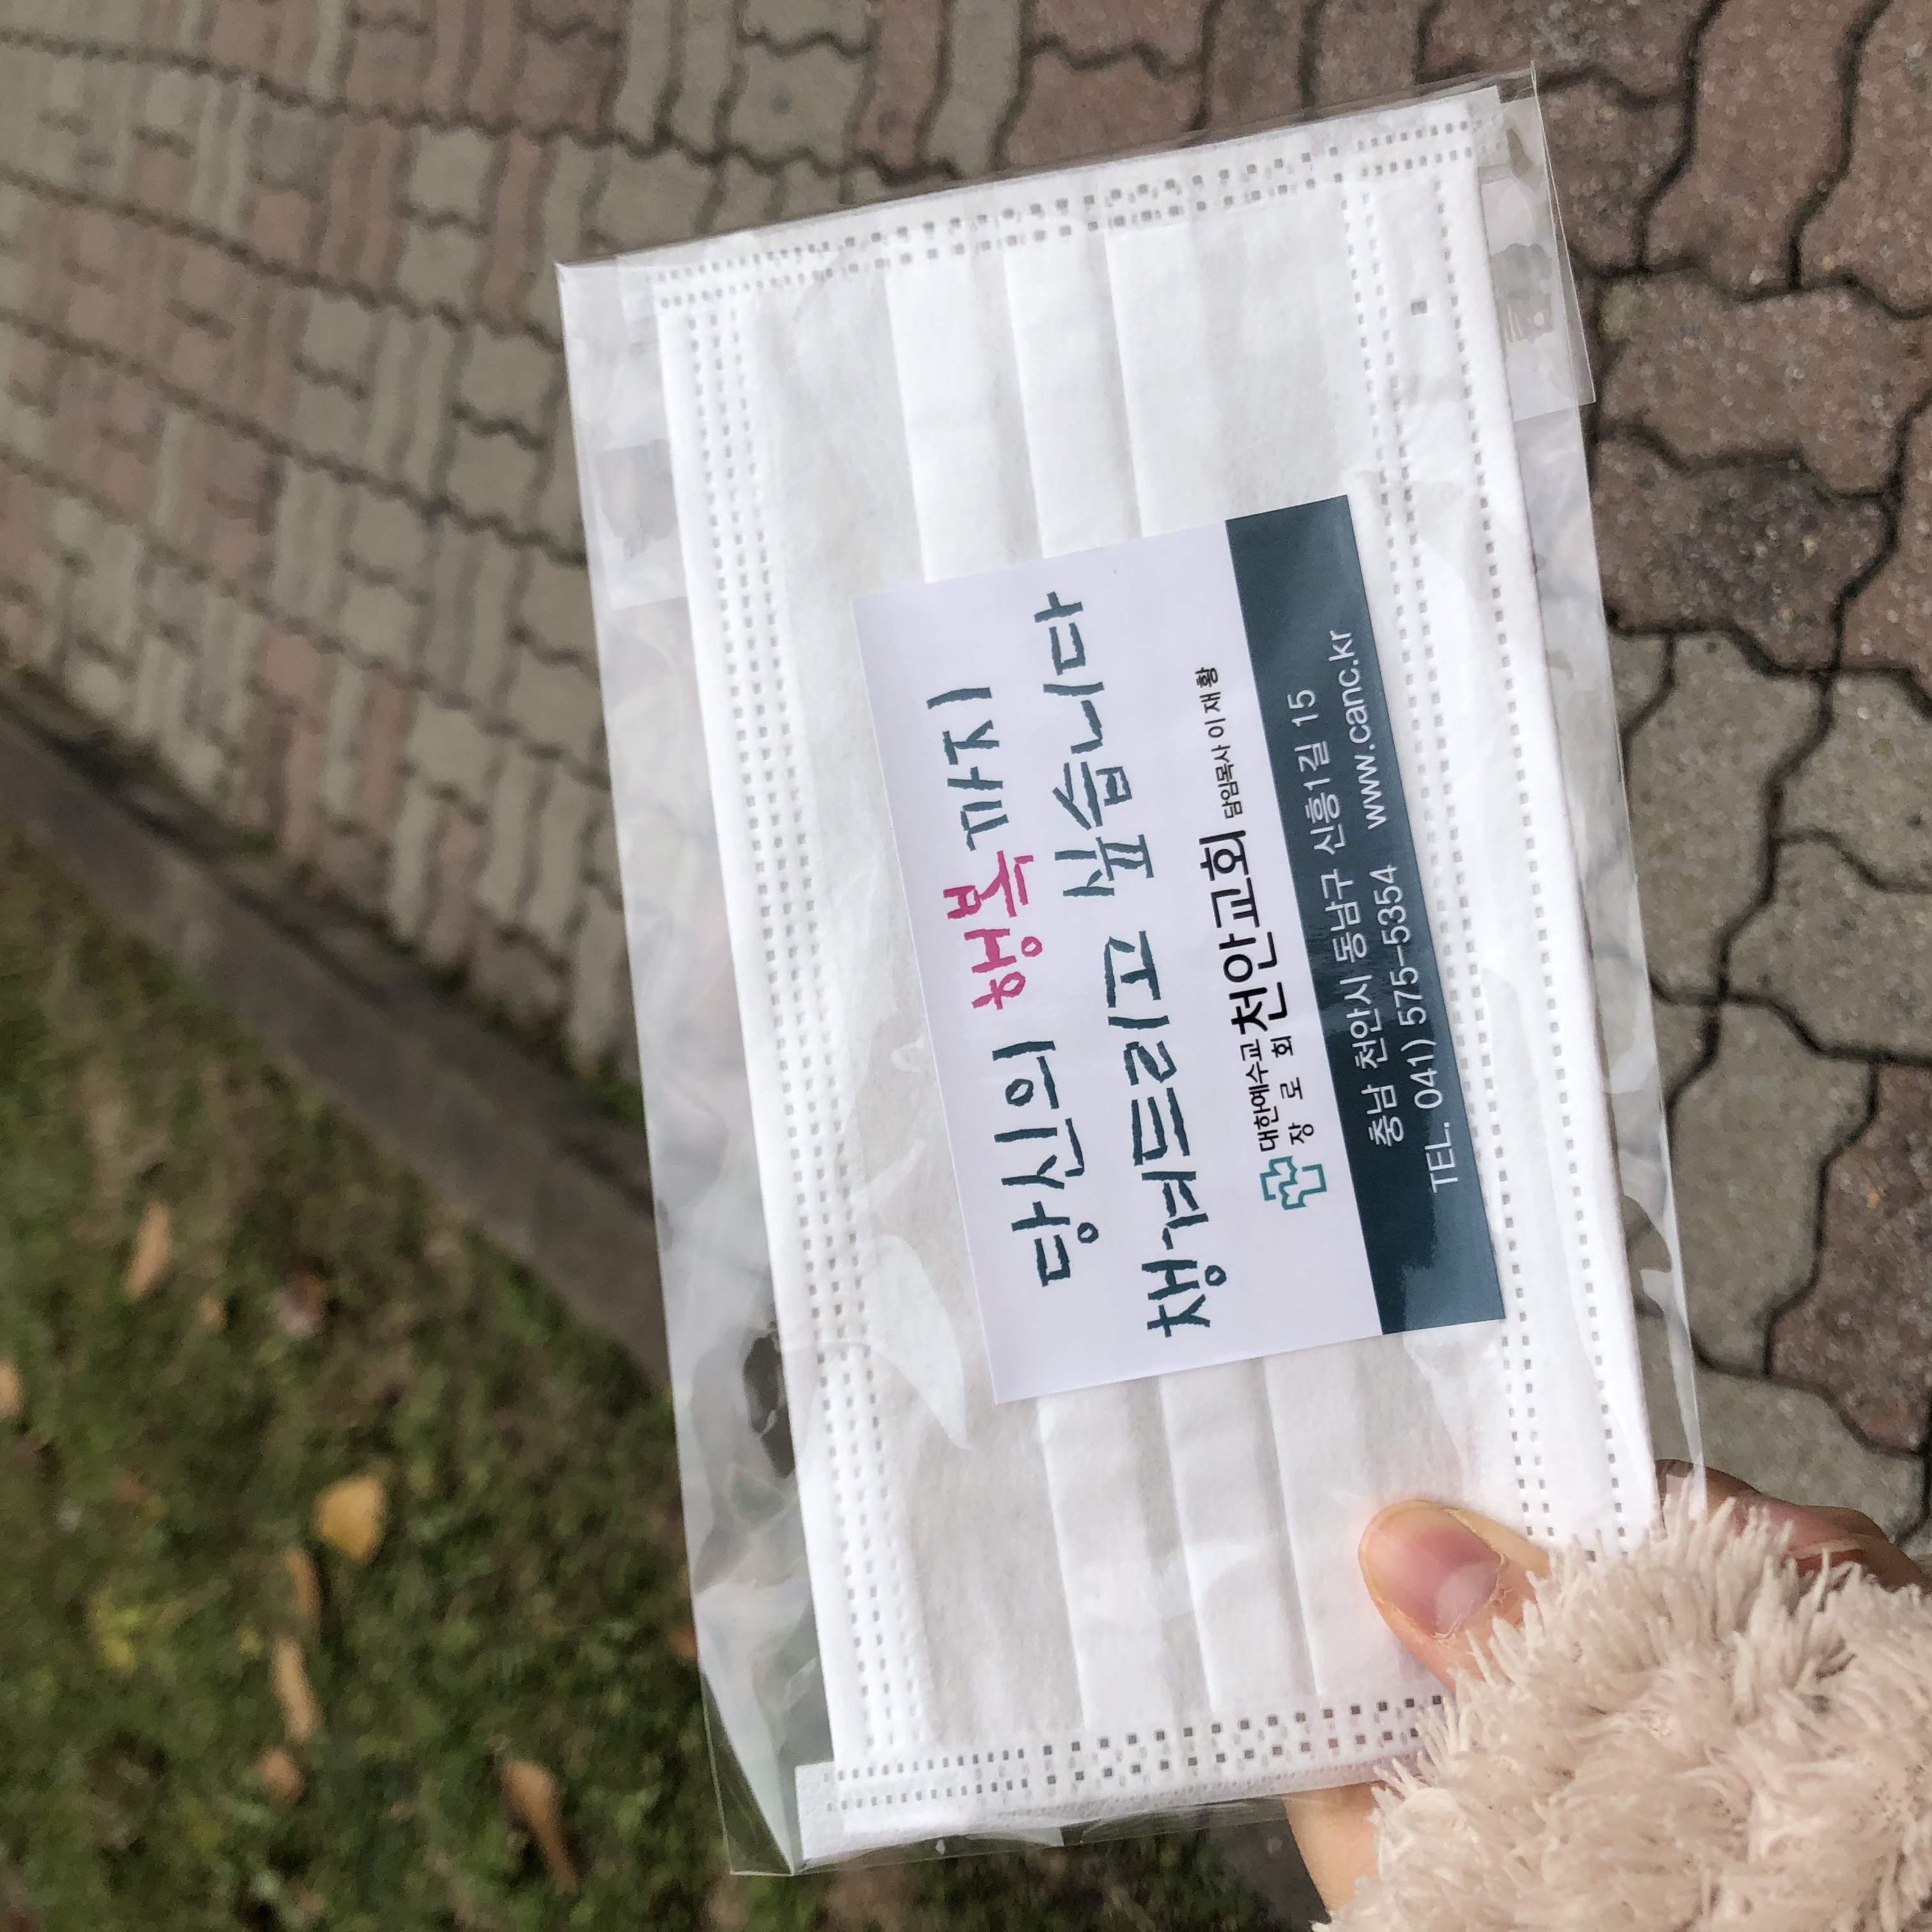 당신의 행복까지
챙겨드리고 싶습니다
대한예수교
장로회
천안교회 담임목사 이재황
충남 천안시 동남구 신흥1길 15
TEL. 041) 575-5354 www.canc.kr